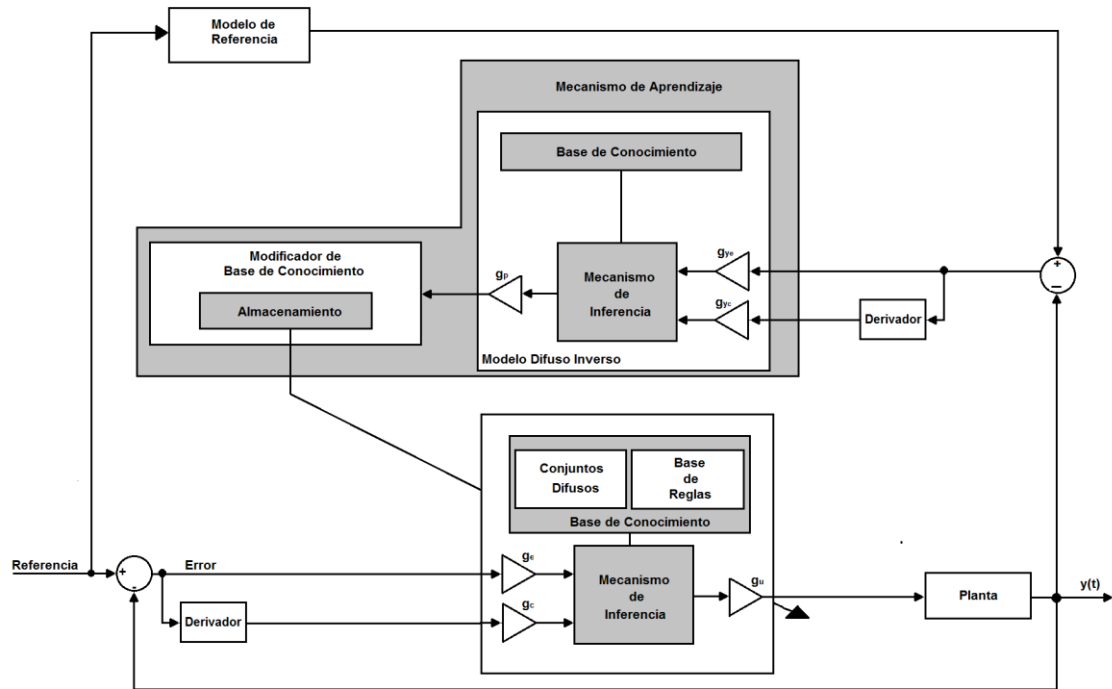 Modelo de
Referencia
Mecanismo de Aprendizaje
Base de Conocimiento
Modificador de
Base de Conocimiento
Almacenamiento
gp
Mecanismo
de
Inferencia
gye
gyc
Derivador
+
−
Modelo Difuso Inverso
Conjuntos
Difusos
Base
de
Reglas
Base de Conocimiento
Referencia
+
-
Error
Derivador
ge
gc
Mecanismo
de
Inferencia
gu
Planta
y(t)